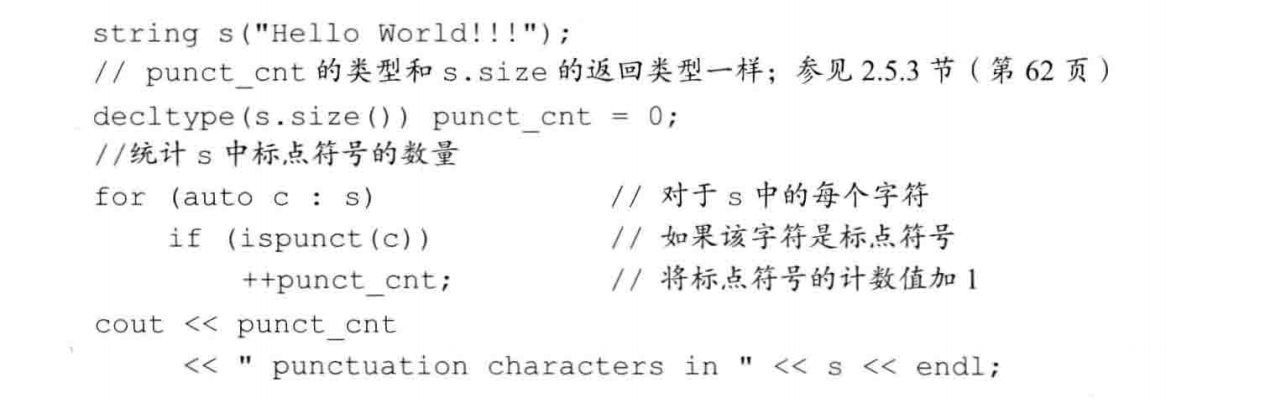 string s("Hello World!!!");
// punct_cnt 的类型和 s.size 的返回类型一样；参见 2.5.3 节（第 62 页）
decltype(s.size()) punct_cnt = 0;
//统计 s 中标点符号的数量
for (auto c : s) // 对于 s 中的每个字符
if (ispunct(c)) // 如果该字符是标点符号
++punct_cnt; // 将标点符号的计数值加 1
cout << punct_cnt
<< " punctuation characters in " << s << endl;